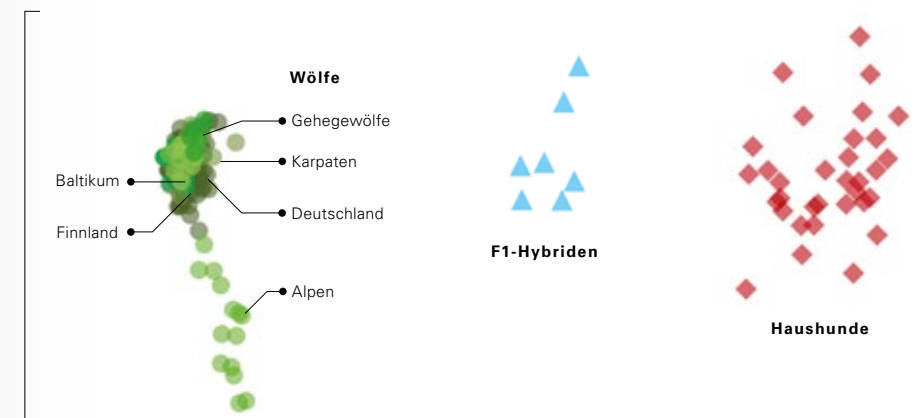 Wölfe
Gehegewölfe
Karpaten
Baltikum
Deutschland
Finnland
F1-Hybriden
Alpen
Haushunde